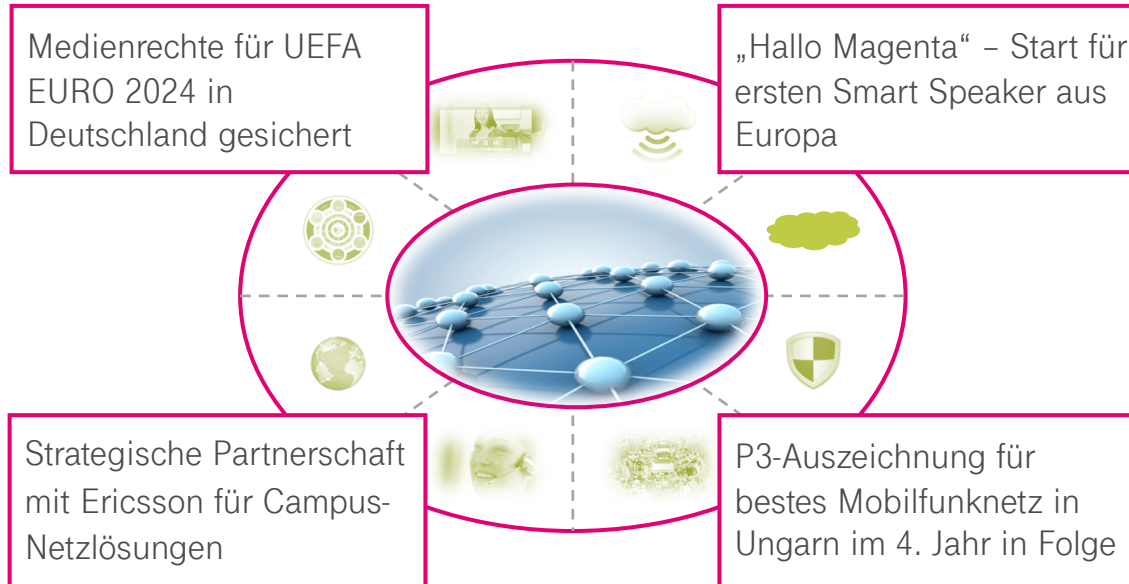 Medienrechte für UEFA
EURO 2024 in
Deutschland gesichert
„Hallo Magenta“ – Start für
ersten Smart Speaker aus
Europa
Strategische Partnerschaft
mit Ericsson für Campus-
Netzlösungen
P3-Auszeichnung für
bestes Mobilfunknetz in
Ungarn im 4. Jahr in Folge